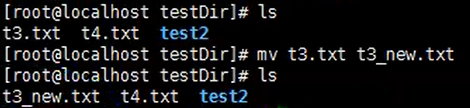 [root@localhost testDir]# ls
t3.txt  t4.txt  test2
[root@localhost testDir]# mv t3.txt t3_new.txt
[root@localhost testDir]# ls
t3_new.txt  t4.txt  test2